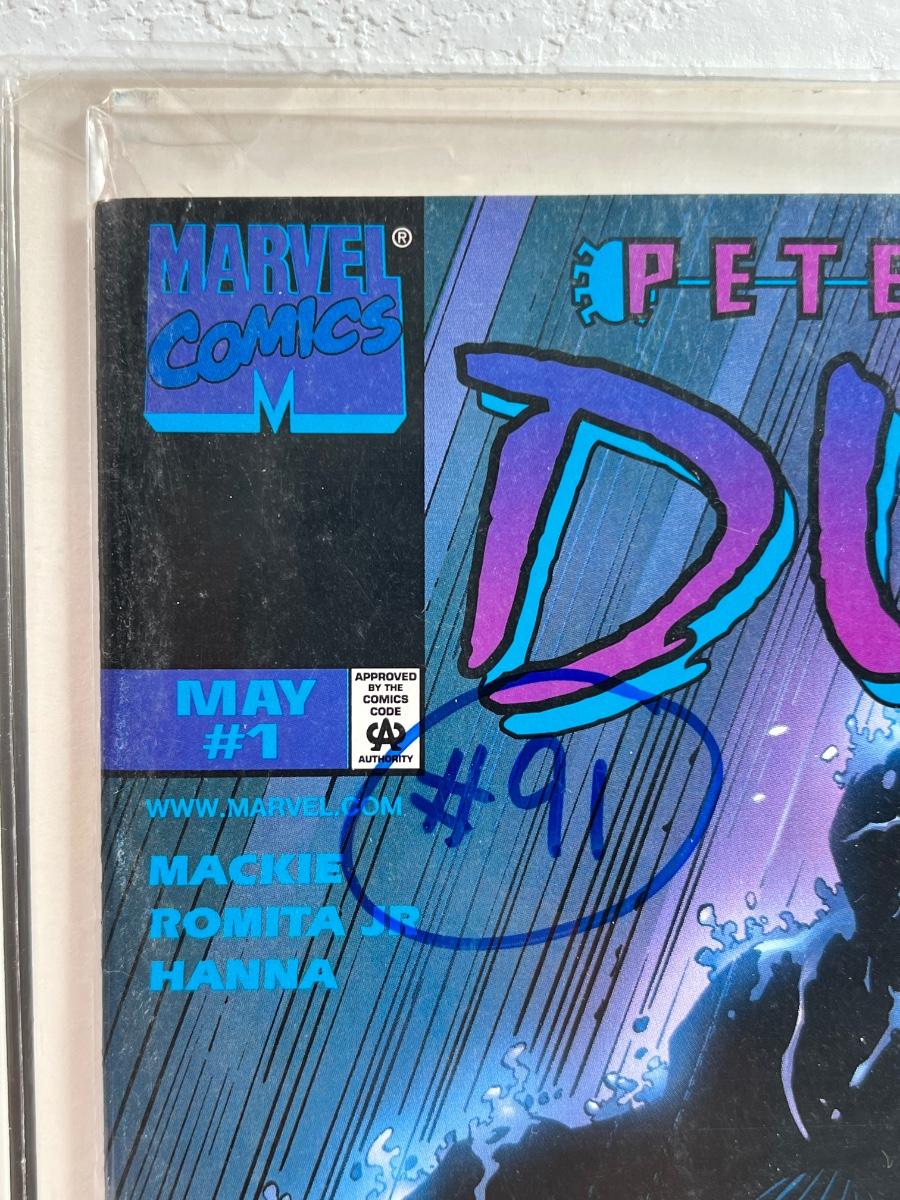 MARVEL®
COMICS
M
PETE
DU
MAY
#1
APPROVED
BY THE
COMICS
CODE
CA
AUTHORITY
#91
WWW.MARVEL.COM
MACKIE
ROMITA JR
HANNA